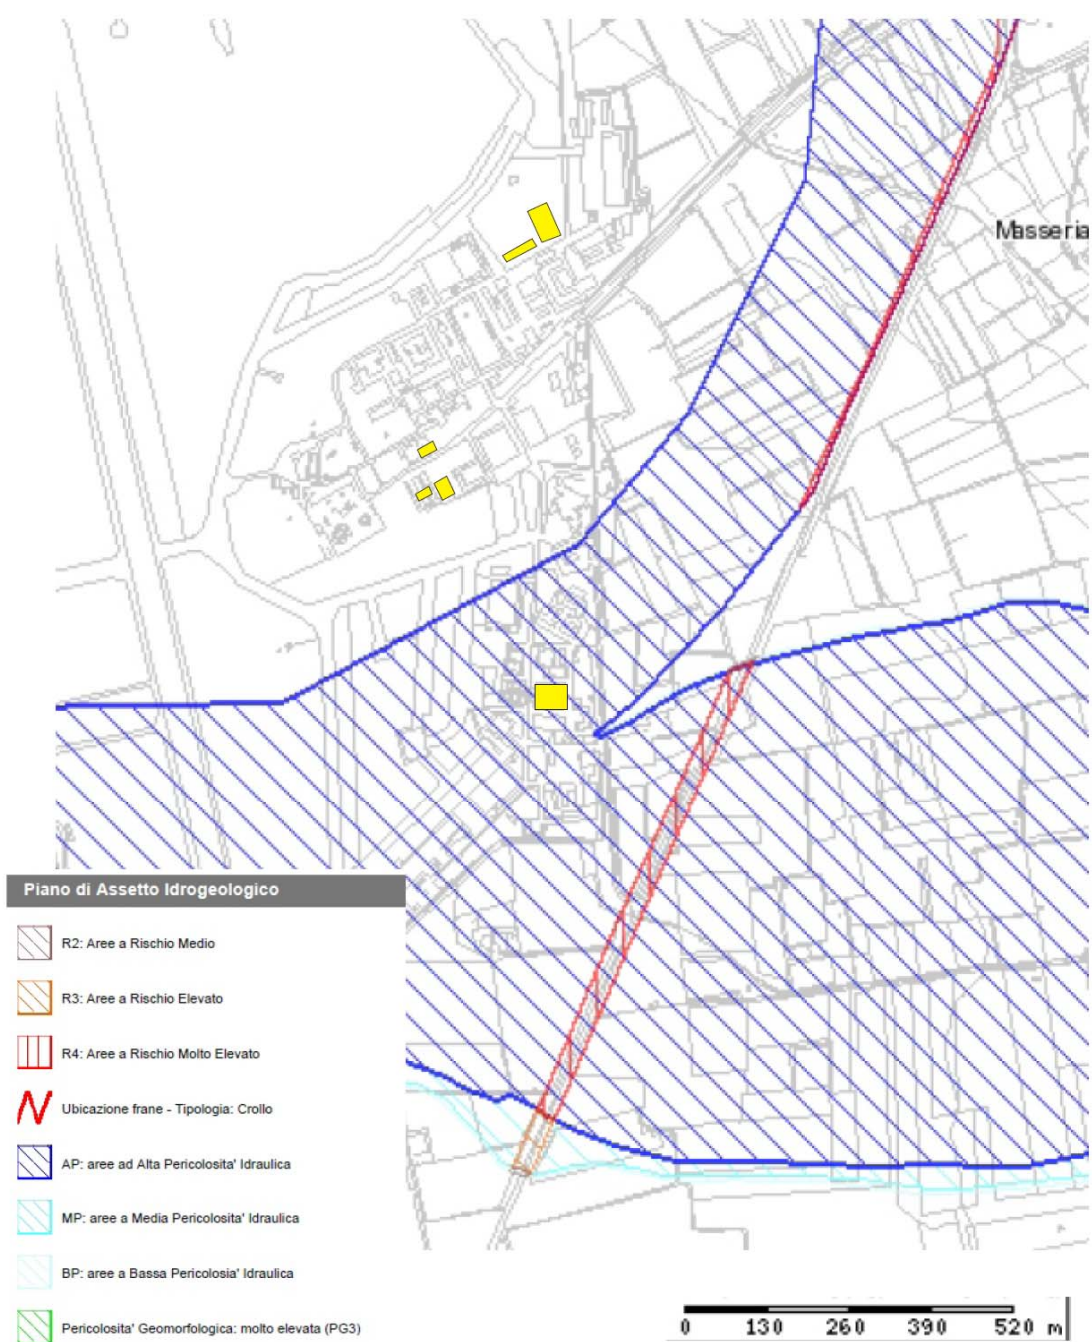 Masseria
Piano di Assetto Idrogeologico
R2: Aree a Rischio Medio
R3: Aree a Rischio Elevato
R4: Aree a Rischio Molto Elevato
Ubicazione frane - Tipologia: Crollo
AP: aree ad Alta Pericolosita' Idraulica
MP: aree a Media Pericolosita' Idraulica
BP: aree a Bassa Pericolosia' Idraulica
Pericolosita' Geomorfologica: molto elevata (PG3)
0 130 260 390 520 m